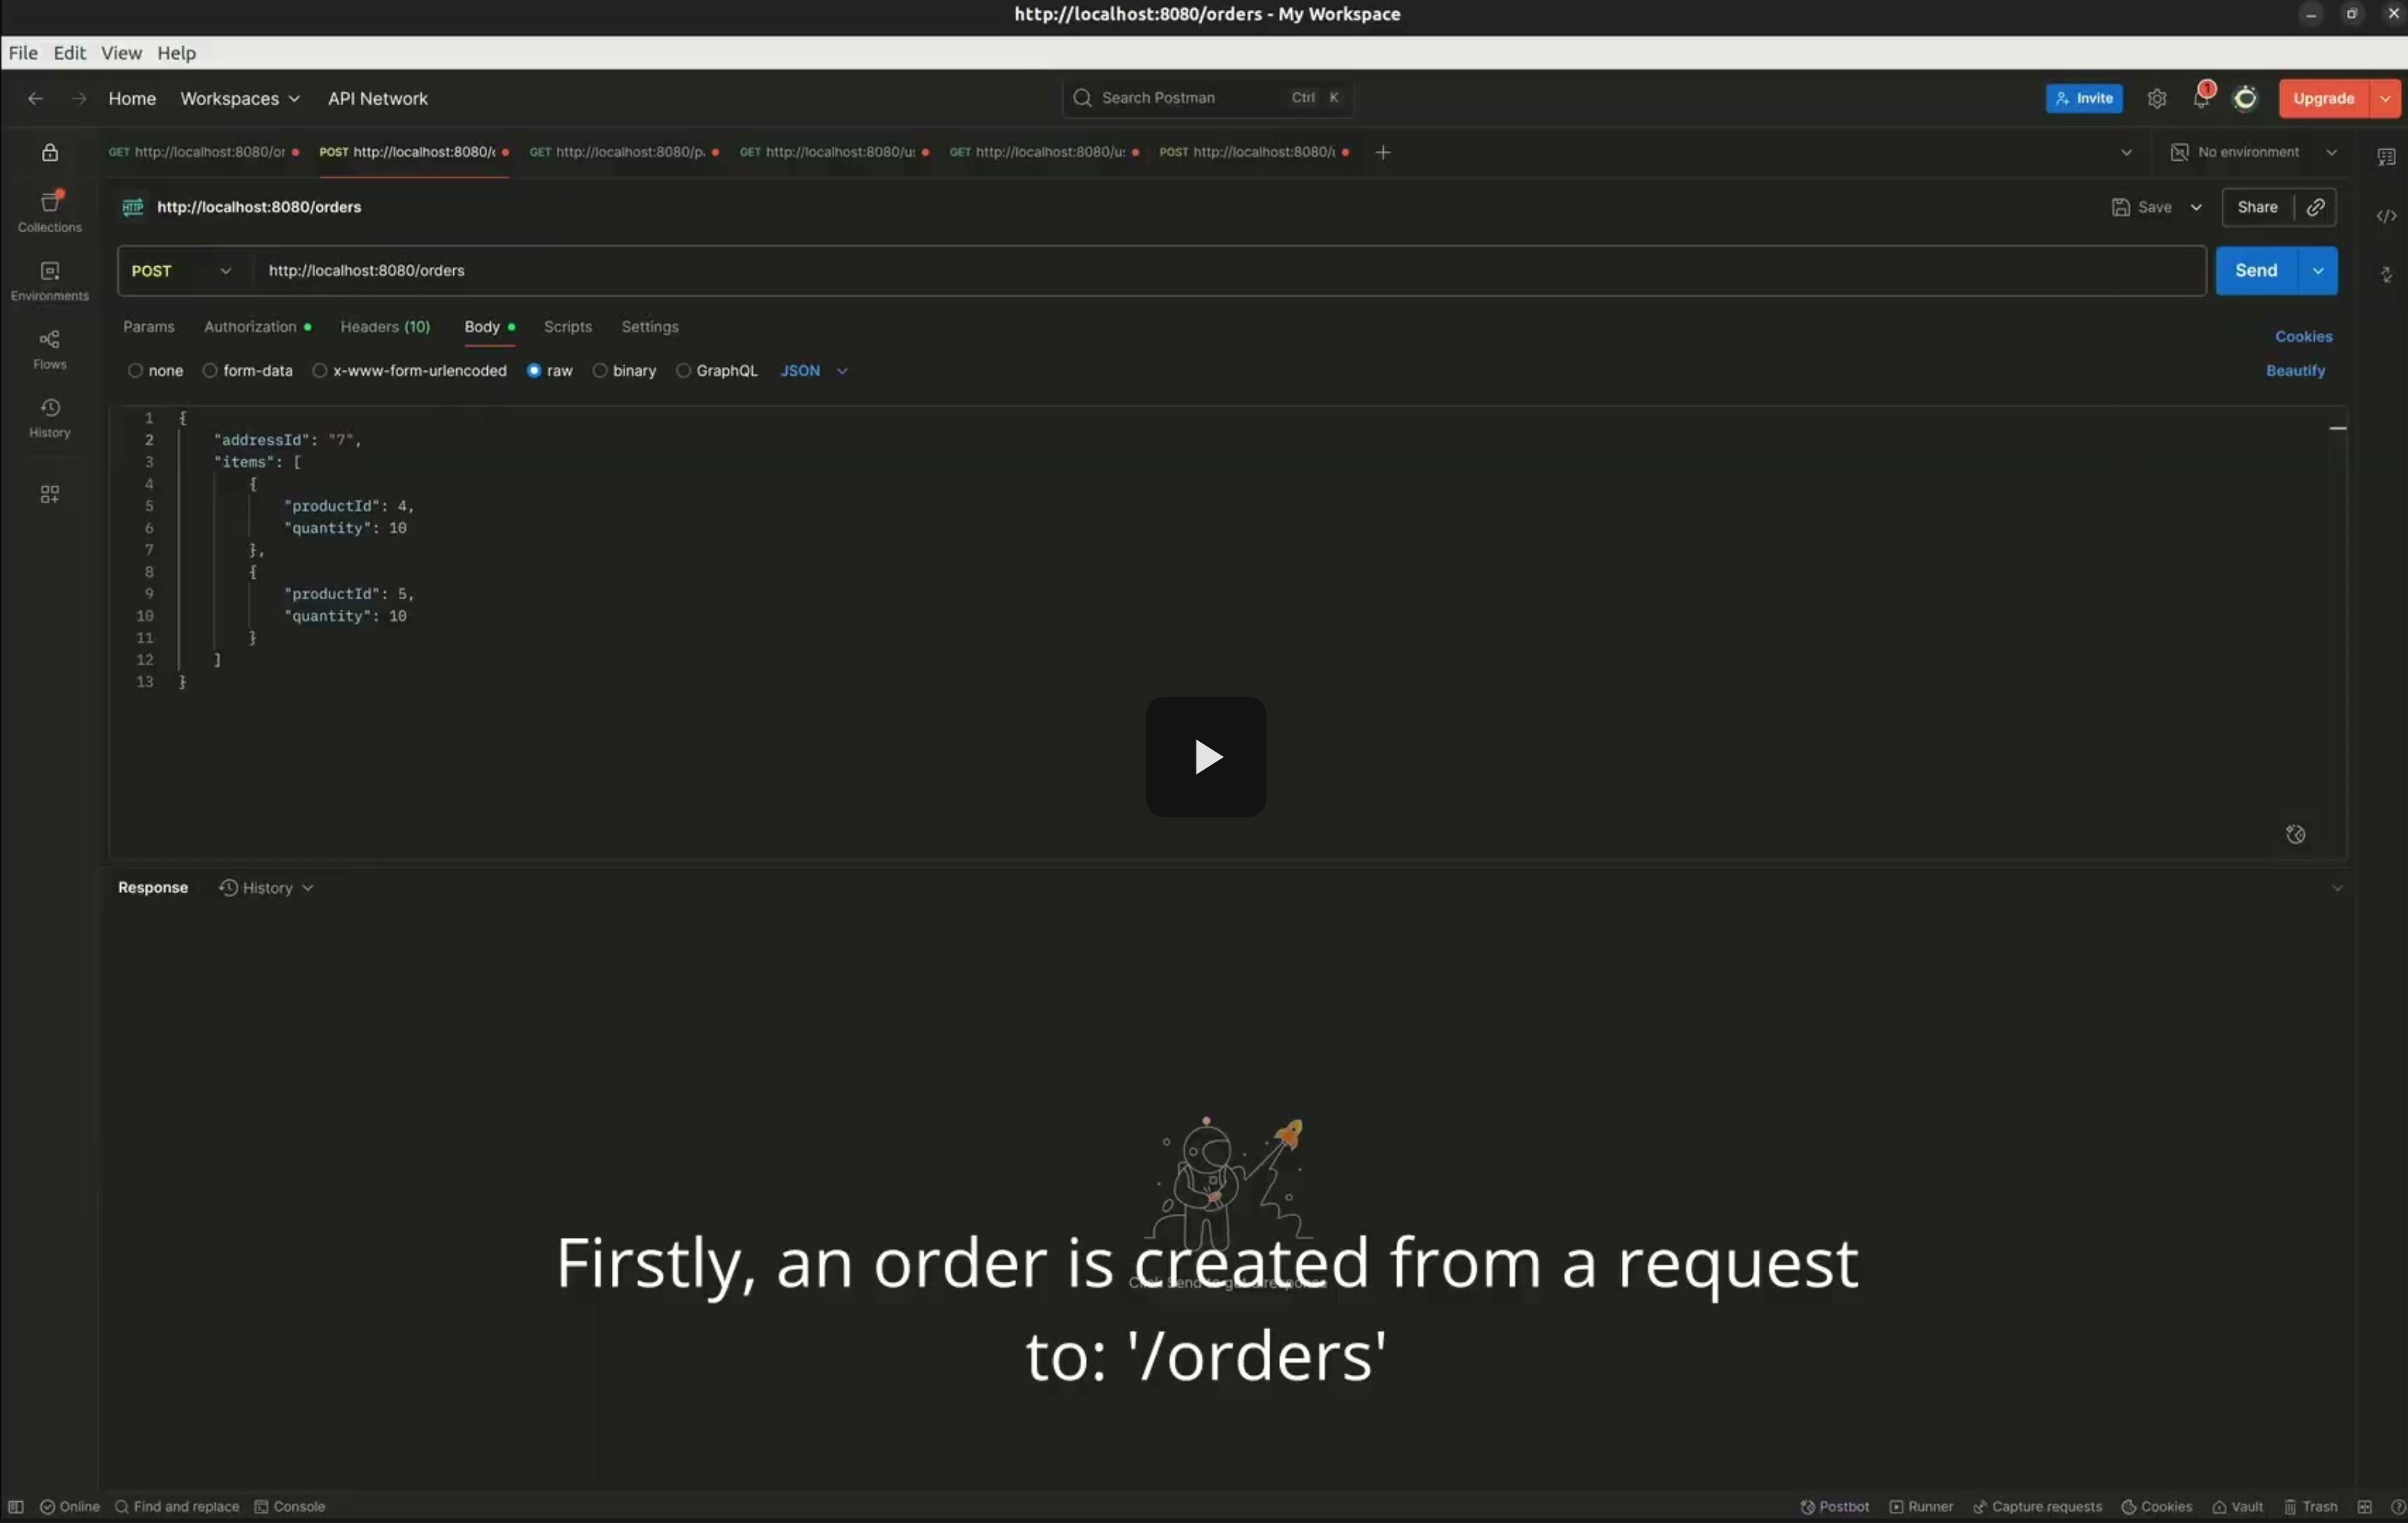 http://localhost:8080/orders - My Workspace
File Edit View Help
Home Workspaces API Network Search Postman Ctrl K Invite 1 Upgrade
GET http://localhost:8080/or POST http://localhost:8080/( GET http://localhost:8080/p. GET http://localhost:8080/u: GET http://localhost:8080/u: POST http://localhost:8080/( No environment
Collections
Environments
Flows
History
HTTP http://localhost:8080/orders Save Share
POST http://localhost:8080/orders Send
Params Authorization Headers (10) Body Scripts Settings Cookies
none form-data x-www-form-urlencoded raw binary GraphQL JSON Beautify
1 {
2 "addressId": "7",
3 "items": [
4 {
5 "productId": 4,
6 "quantity": 10
7 },
8 {
9 "productId": 5,
10 "quantity": 10
11 }
12 ]
13 }
Response History
Firstly, an order is created from a request
to: '/orders'
Online Find and replace Console Postbot Runner Capture requests Cookies Vault Trash